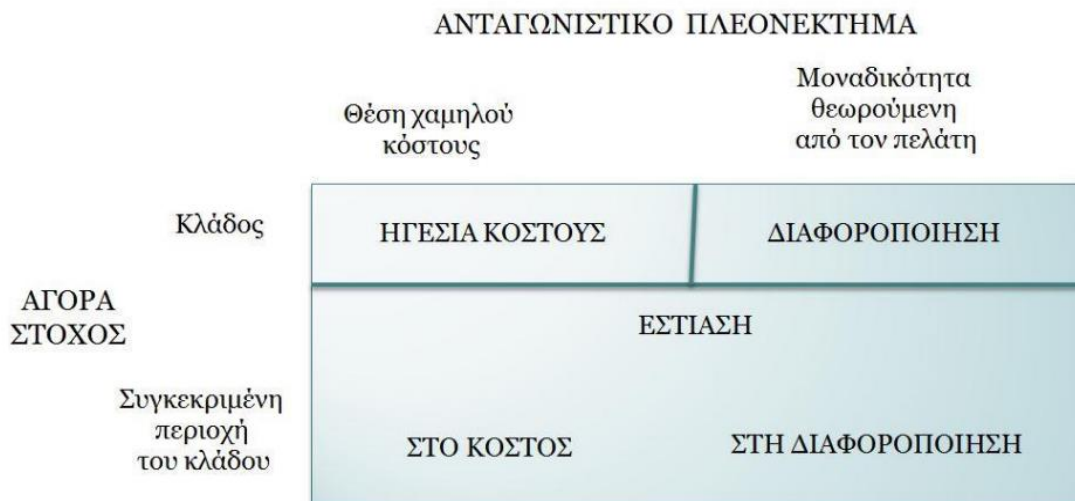 ΑΝΤΑΓΩΝΙΣΤΙΚΟ ΠΛΕΟΝΕΚΤΗΜΑ
Θέση χαμηλού
κόστους
Μοναδικότητα
θεωρούμενη
από τον πελάτη
Κλάδος
ΗΓΕΣΙΑ ΚΟΣΤΟΥΣ
ΔΙΑΦΟΡΟΠΟΙΗΣΗ
ΑΓΟΡΑ
ΣΤΟΧΟΣ
ΕΣΤΙΑΣΗ
Συγκεκριμένη
περιοχή
του κλάδου
ΣΤΟ ΚΟΣΤΟΣ
ΣΤΗ ΔΙΑΦΟΡΟΠΟΙΗΣΗ